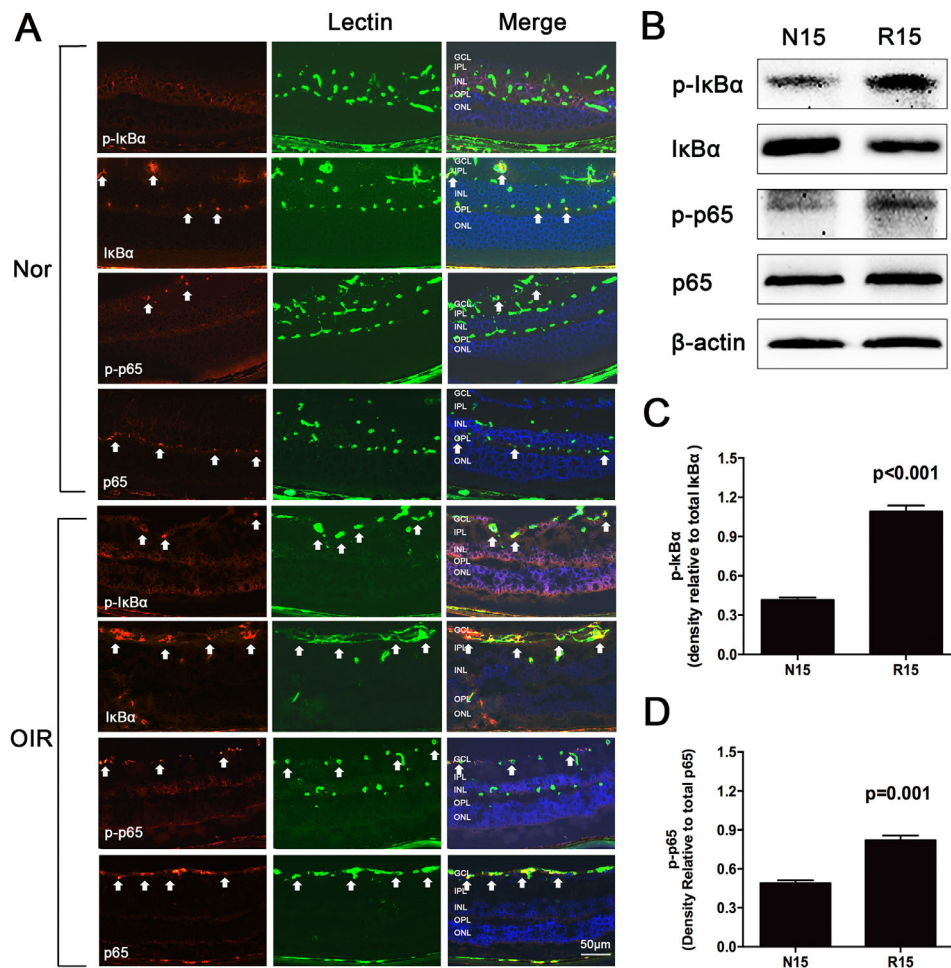 A
Lectin
Merge
Nor
p-IκBα
GCL
IPL
INL
OPL
ONL
IκBα
GCL
IPL
INL
OPL
ONL
p-p65
GCL
IPL
INL
OPL
ONL
p65
GCL
IPL
INL
OPL
ONL
OIR
p-IκBα
GCL
IPL
INL
OPL
ONL
IκBα
GCL
IPL
INL
OPL
ONL
p-p65
GCL
IPL
INL
OPL
ONL
p65
GCL
IPL
INL
OPL
ONL
50μm
B
N15 R15
p-IκBα
IκBα
p-p65
p65
β-actin
C
p-IκBα
(density relative to total IκBα)
1.5
1.2
0.9
0.6
0.3
0.0
p<0.001
N15 R15
D
p-p65
(Density Relative to total p65)
1.5
1.2
0.9
0.6
0.3
0.0
p=0.001
N15 R15